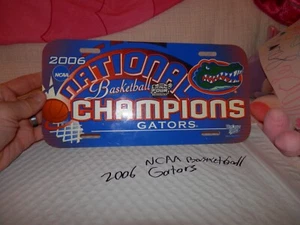 2006
NCAA
NATIONAL
Basketball
CHAMPIONS
GATORS
NCAA Basketball
2006 Gators